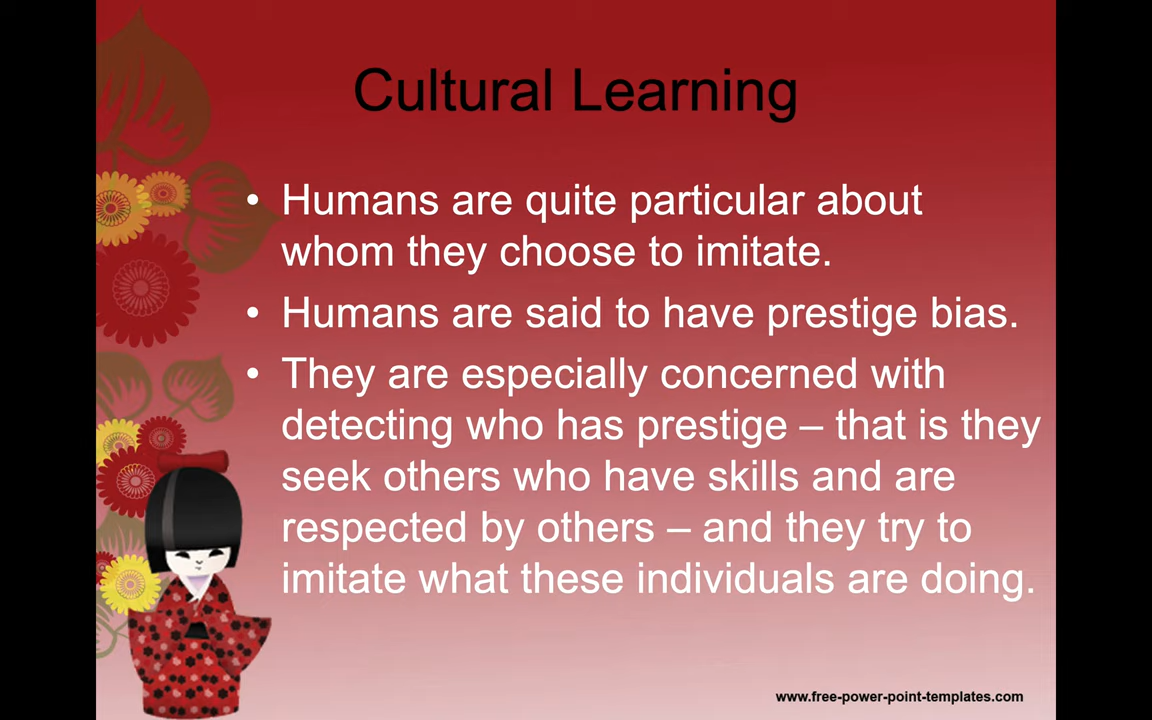 Cultural Learning
• Humans are quite particular about
whom they choose to imitate.
• Humans are said to have prestige bias.
• They are especially concerned with
detecting who has prestige – that is they
seek others who have skills and are
respected by others – and they try to
imitate what these individuals are doing.
www.free-power-point-templates.com